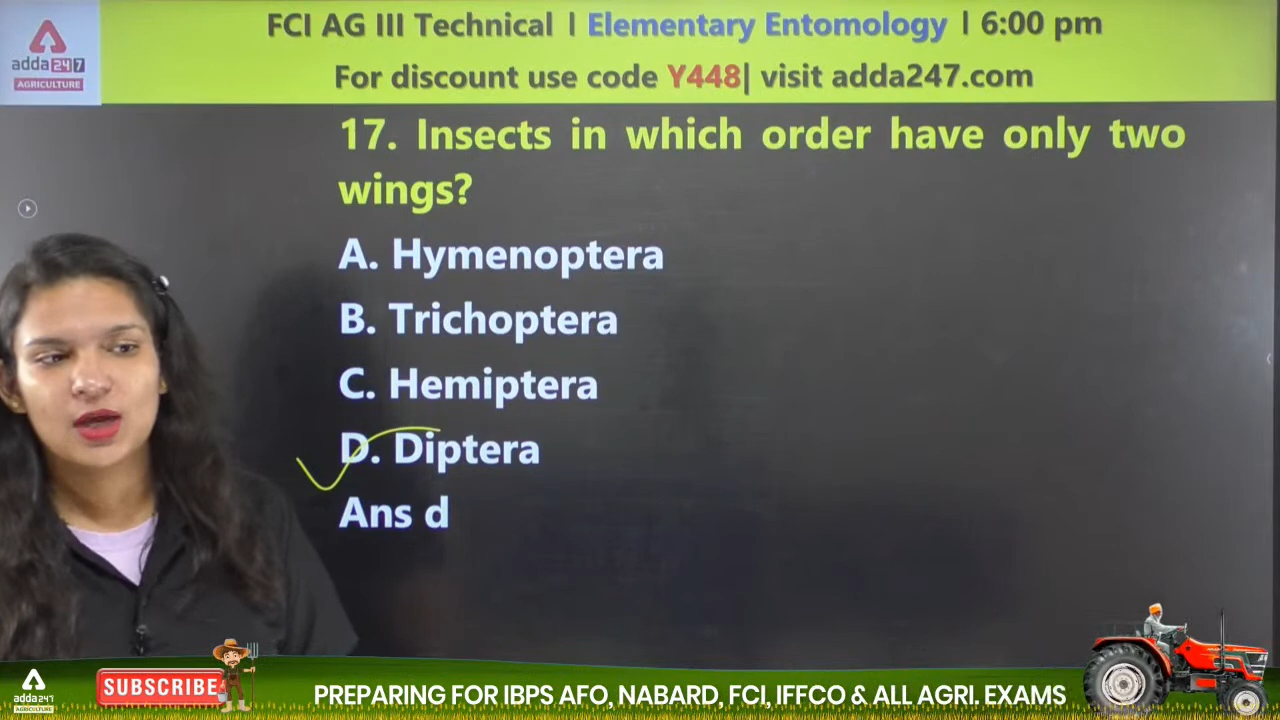 FCI AG III Technical l Elementary Entomology l 6:00 pm
adda247
AGRICULTURE
For discount use code Y448| visit adda247.com
17. Insects in which order have only two
wings?
A. Hymenoptera
B. Trichoptera
C. Hemiptera
D. Diptera
Ans d
adda247
AGRICULTURE
SUBSCRIBE
PREPARING FOR IBPS AFO, NABARD, FCI, IFFCO & ALL AGRI. EXAMS